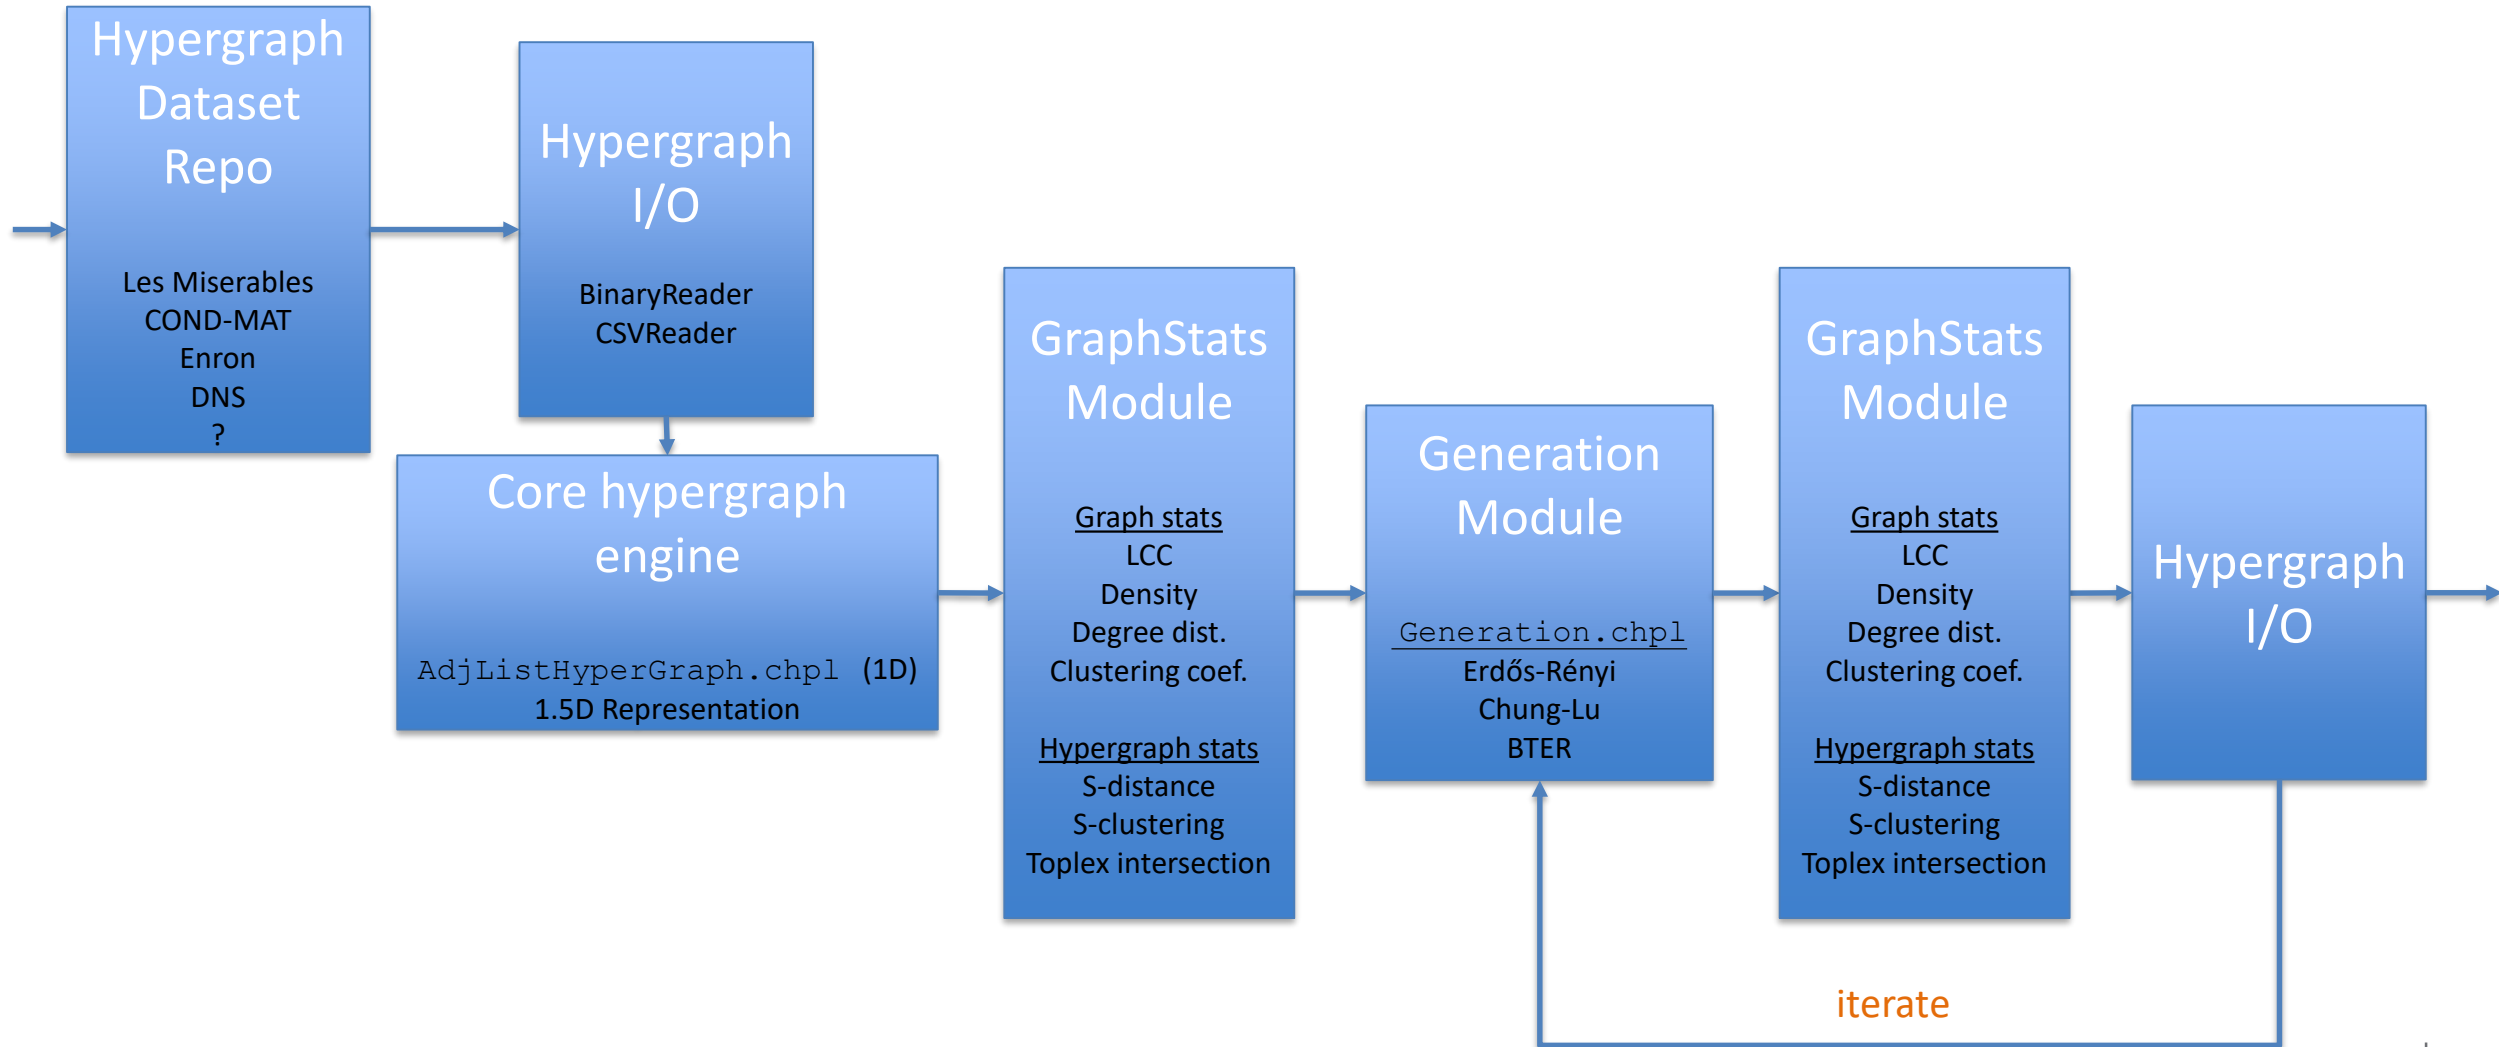 Hypergraph
Dataset
Repo
Les Miserables
COND-MAT
Enron
DNS
?
Hypergraph
I/O
BinaryReader
CSVReader
Core hypergraph
engine
AdjListHyperGraph.chpl (1D)
1.5D Representation
GraphStats
Module
Graph stats
LCC
Density
Degree dist.
Clustering coef.
Hypergraph stats
S-distance
S-clustering
Toplex intersection
Generation
Module
Generation.chpl
Erdős-Rényi
Chung-Lu
BTER
GraphStats
Module
Graph stats
LCC
Density
Degree dist.
Clustering coef.
Hypergraph stats
S-distance
S-clustering
Toplex intersection
Hypergraph
I/O
iterate